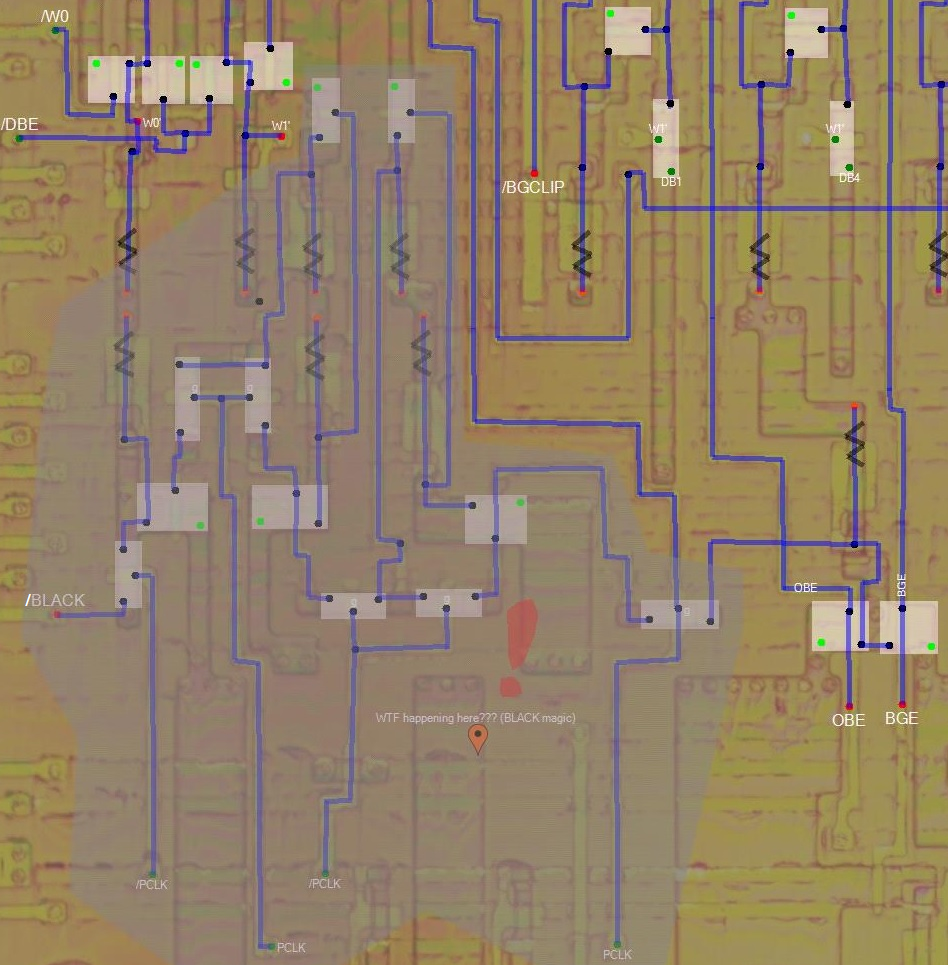 /W0
/DBE
W0'
W1'
W1'
W1'
DB1
DB4
/BGCLIP
g
g
/BLACK
g
g
g
OBE
BGE
OBE
BGE
WTF happening here??? (BLACK magic)
/PCLK
/PCLK
PCLK
PCLK